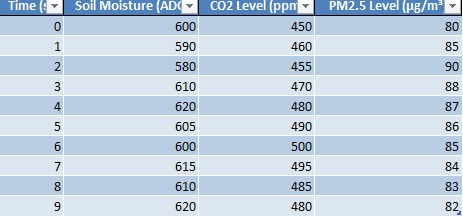 Time (s Soil Moisture (ADC CO2 Level (ppm PM2.5 Level (µg/m³
0 600 450 80
1 590 460 85
2 580 455 90
3 610 470 88
4 620 480 87
5 605 490 86
6 600 500 85
7 615 495 84
8 610 485 83
9 620 480 82